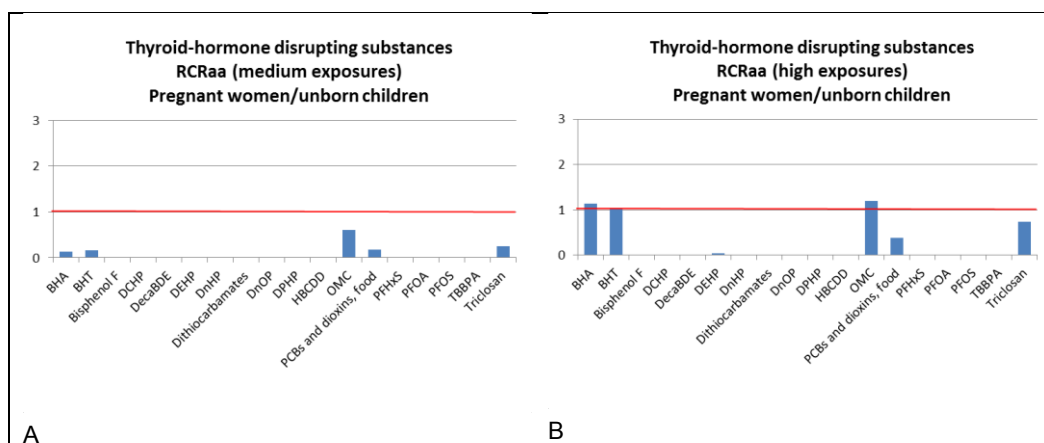 Thyroid-hormone disrupting substances
RCRaa (medium exposures)
Pregnant women/unborn children
3
2
1
0
BHA
BHT
Bisphenol F
DCHP
DecaBDE
DEHP
DnHP
Dithiocarbamates
DnOP
DPHP
HBCDD
OMC
PCBs and dioxins, food
PFHxS
PFOA
PFOS
TBBPA
Triclosan
A
Thyroid-hormone disrupting substances
RCRaa (high exposures)
Pregnant women/unborn children
3
2
1
0
BHA
BHT
Bisphenol F
DCHP
DecaBDE
DEHP
DnHP
Dithiocarbamates
DnOP
DPHP
HBCDD
OMC
PCBs and dioxins, food
PFHxS
PFOA
PFOS
TBBPA
Triclosan
B